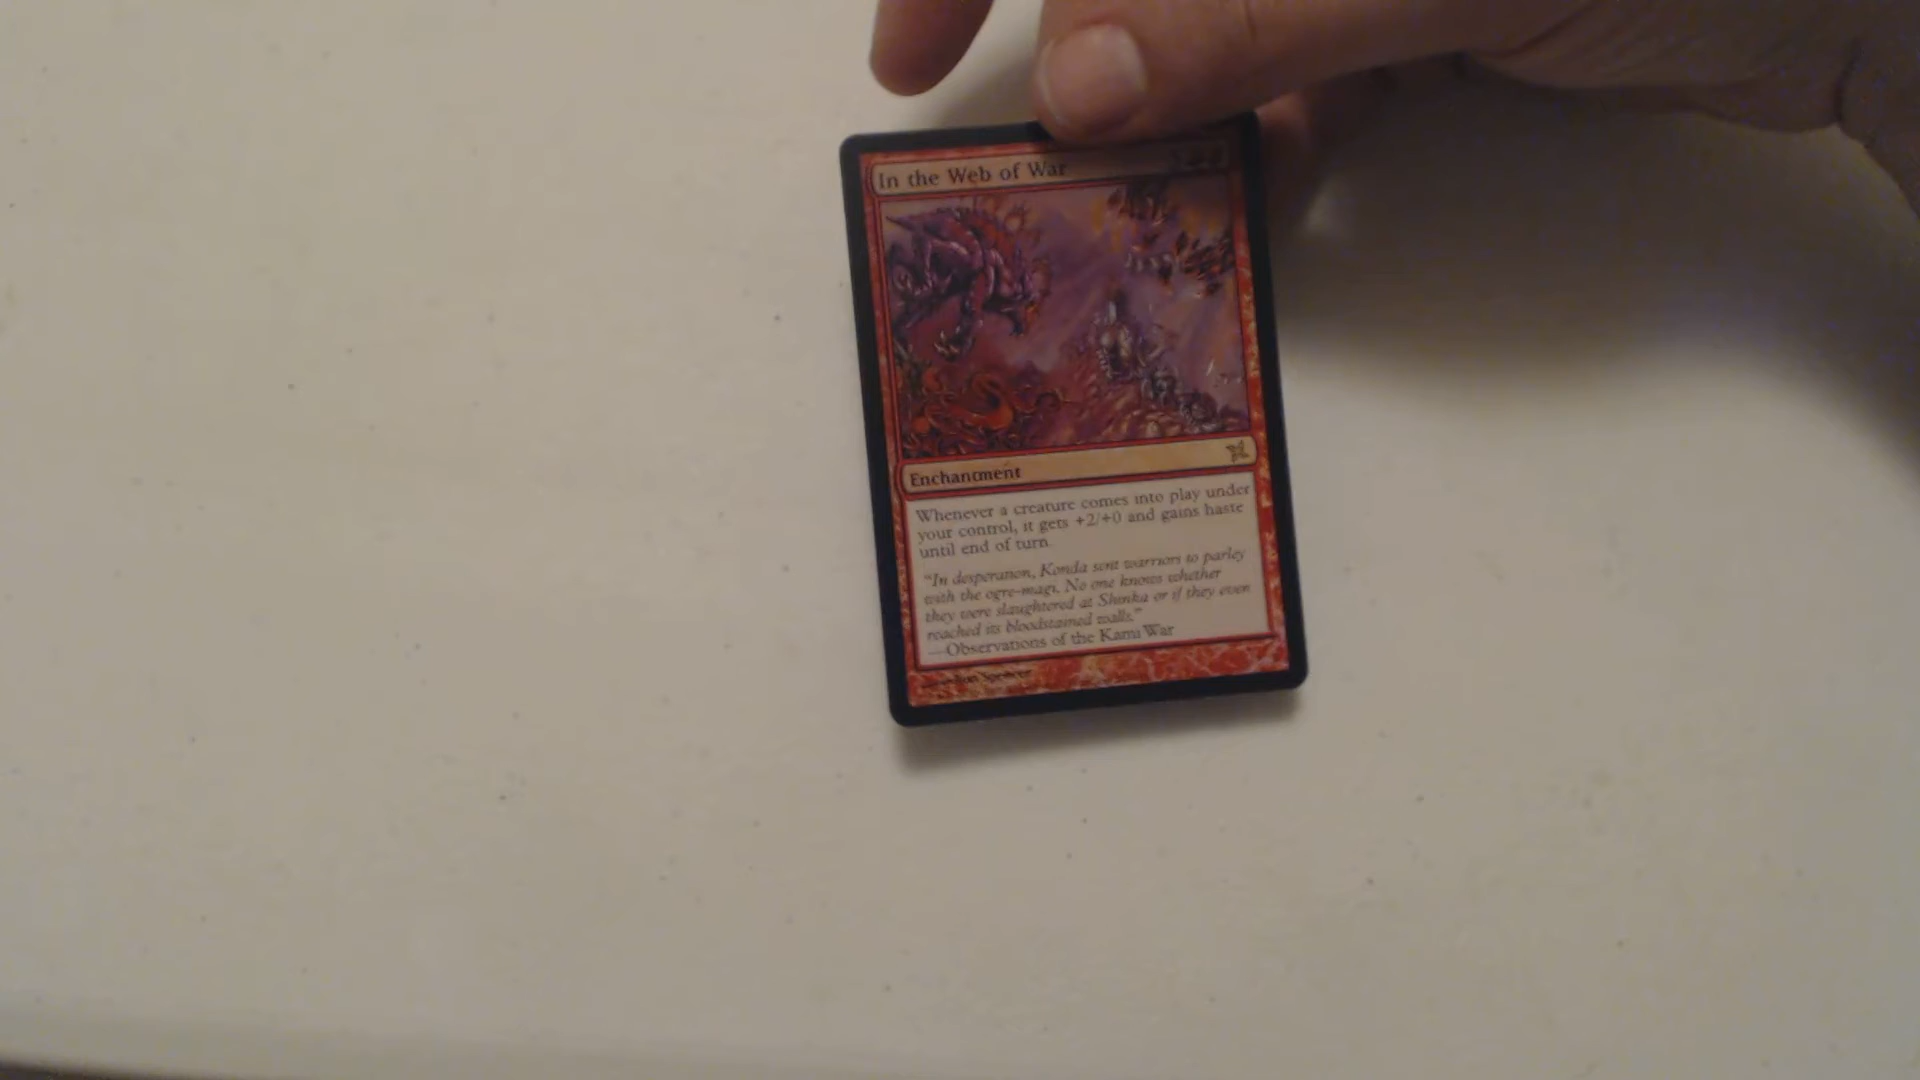 In the Web of War
Enchantment
Whenever a creature comes into play under
your control, it gets +2/+0 and gains haste
until end of turn.
"In desperation, Konda sent warriors to parley
with the ogre-magi. No one knows whether
they were slaughtered at Shinka or if they even
reached its bloodstained walls."
—Observations of the Kami War
Spencer